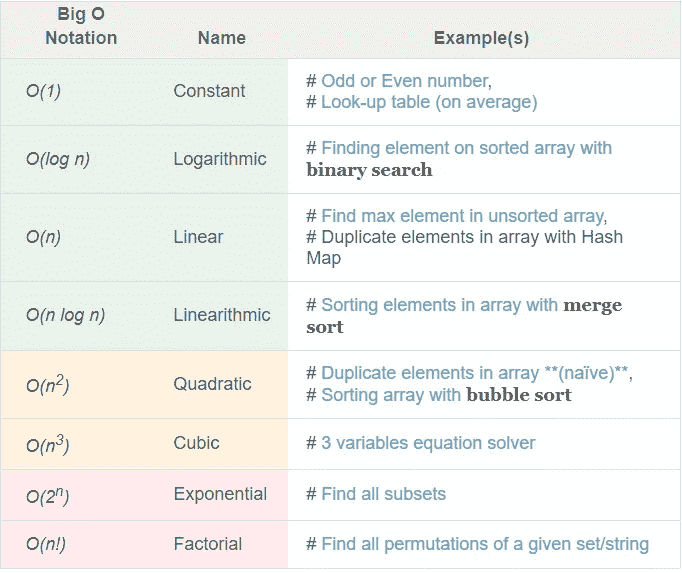 Big O Notation Name Example(s)
O(1) Constant # Odd or Even number,
# Look-up table (on average)
O(log n) Logarithmic # Finding element on sorted array with
binary search
O(n) Linear # Find max element in unsorted array,
# Duplicate elements in array with Hash
Map
O(n log n) Linearithmic # Sorting elements in array with merge
sort
O(n²) Quadratic # Duplicate elements in array **(naïve)**,
# Sorting array with bubble sort
O(n³) Cubic # 3 variables equation solver
O(2ⁿ) Exponential # Find all subsets
O(n!) Factorial # Find all permutations of a given set/string